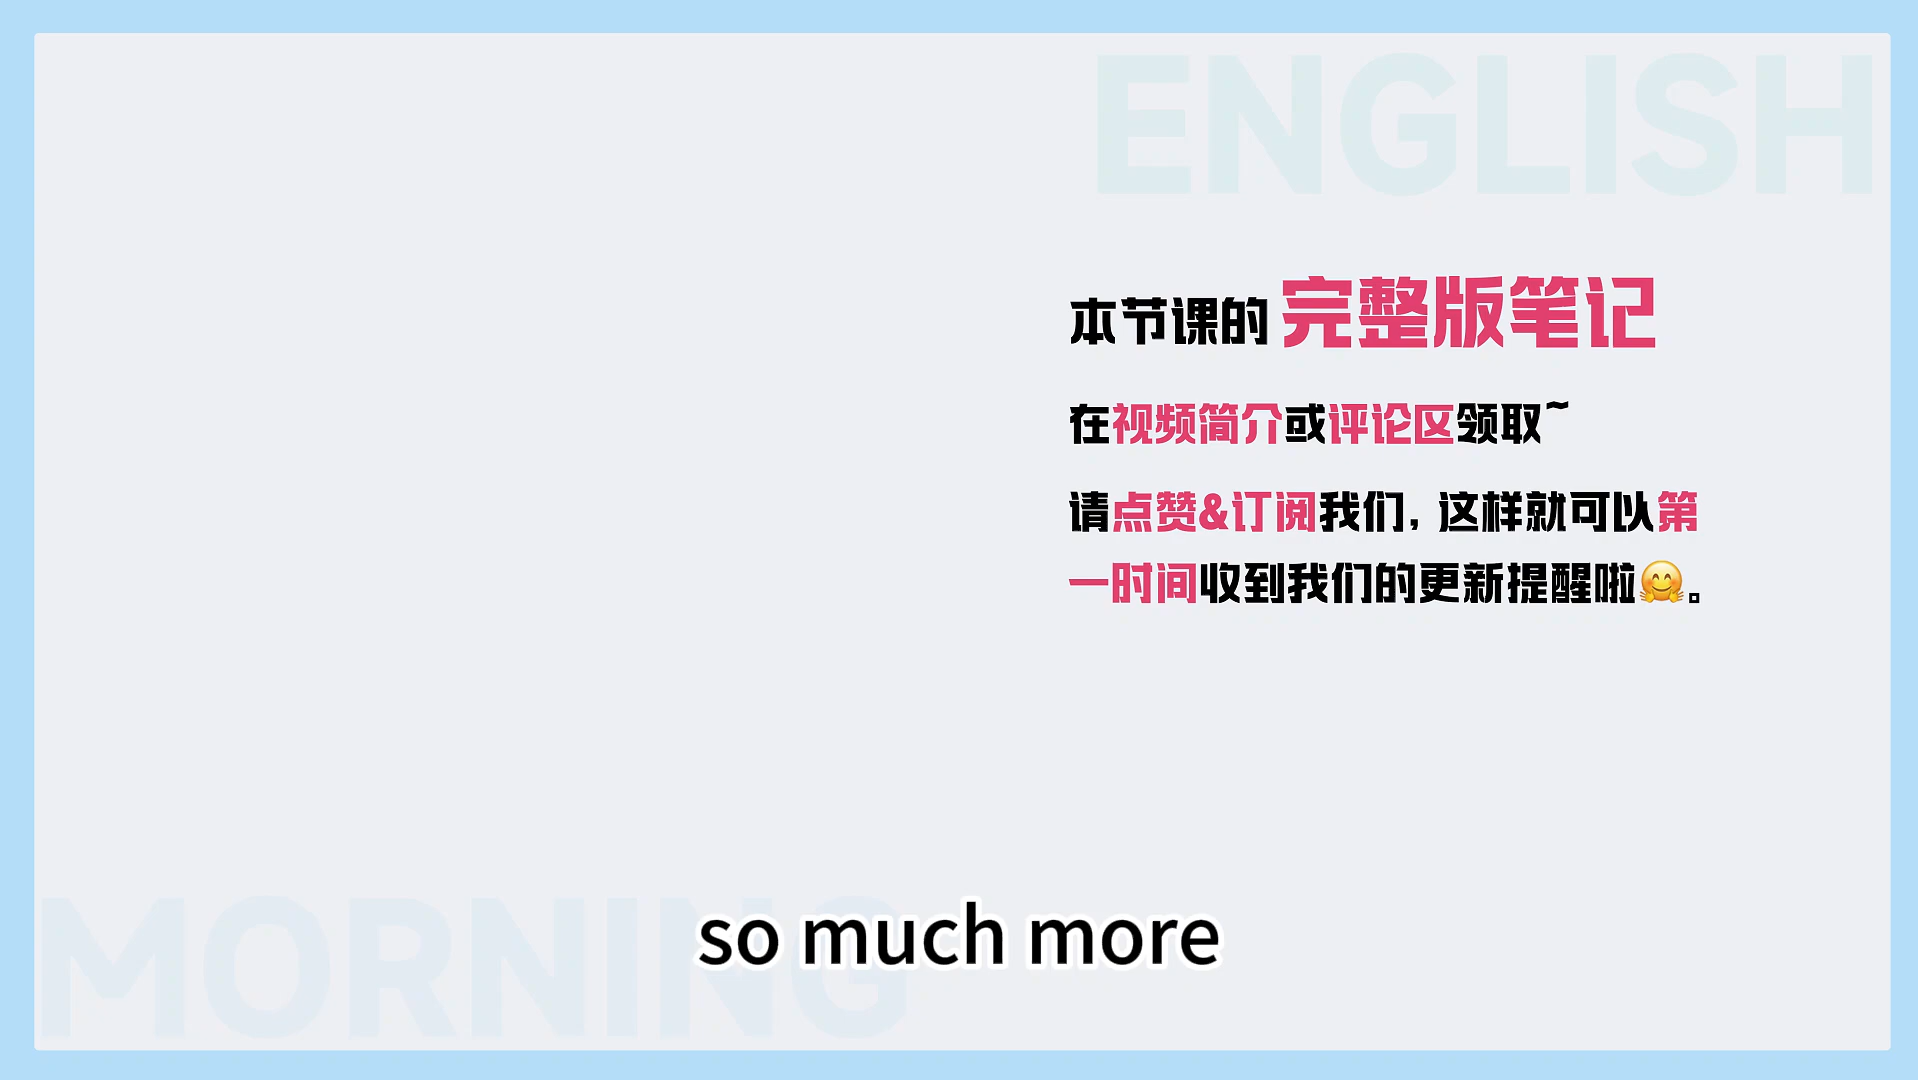 ENGLISH
本节课的 完整版笔记
在视频简介或评论区领取~
请点赞&订阅我们，这样就可以第
一时间收到我们的更新提醒啦🤗。
MORNING
so much more